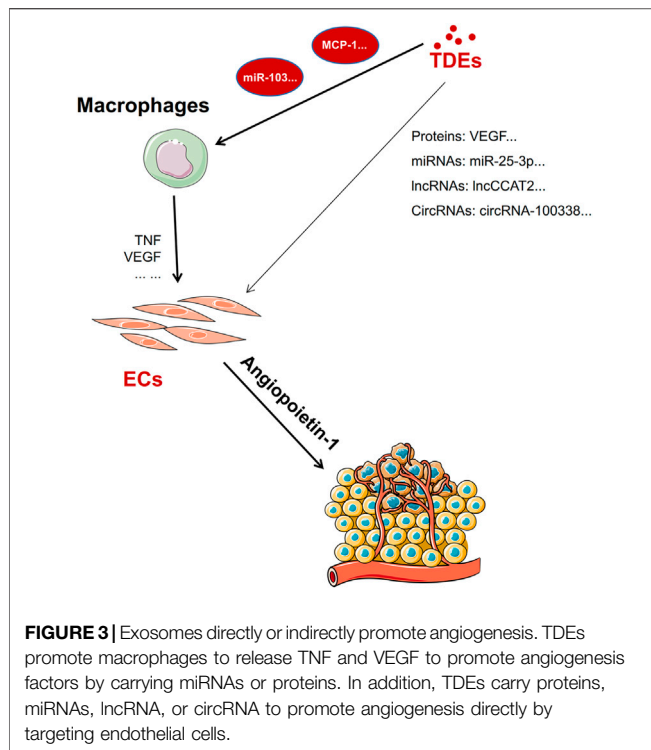 MCP-1...
TDEs
miR-103...
Macrophages
Proteins: VEGF...
miRNAs: miR-25-3p...
lncRNAs: lncCCAT2...
CircRNAs: circRNA-100338...
TNF
VEGF
... ...
ECs
Angiopoietin-1
FIGURE 3 | Exosomes directly or indirectly promote angiogenesis. TDEs
promote macrophages to release TNF and VEGF to promote angiogenesis
factors by carrying miRNAs or proteins. In addition, TDEs carry proteins,
miRNAs, lncRNA, or circRNA to promote angiogenesis directly by
targeting endothelial cells.